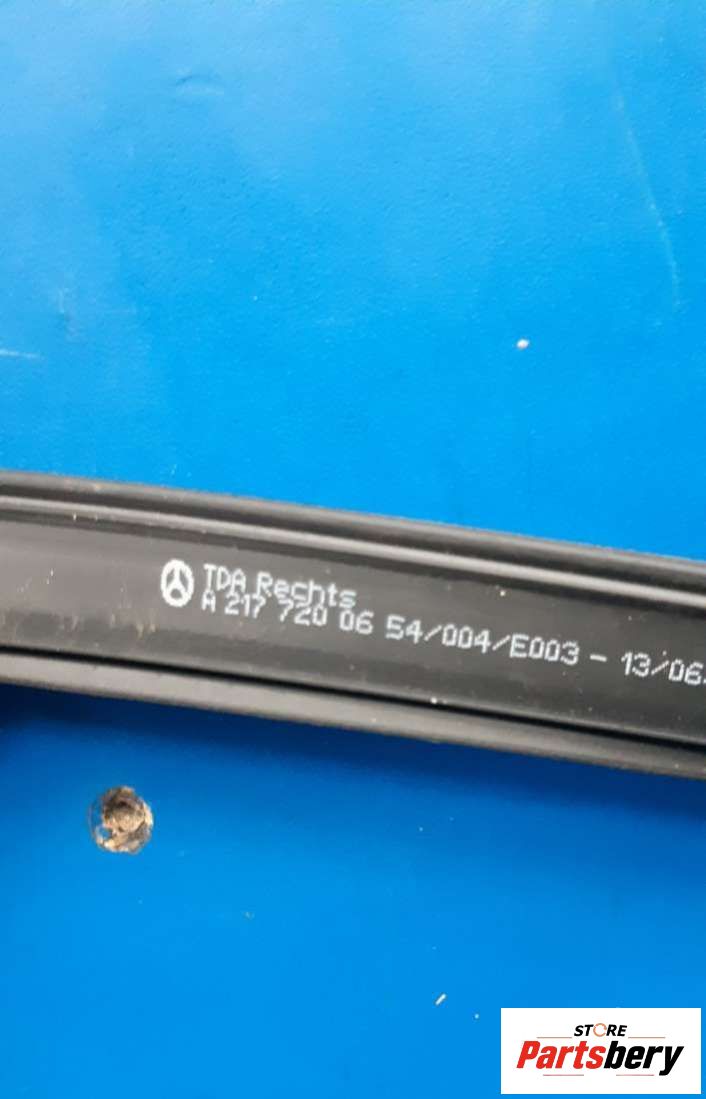 TDA Rechts
A 217 720 06 54/004/E003 - 13/06
STORE
Partsbery